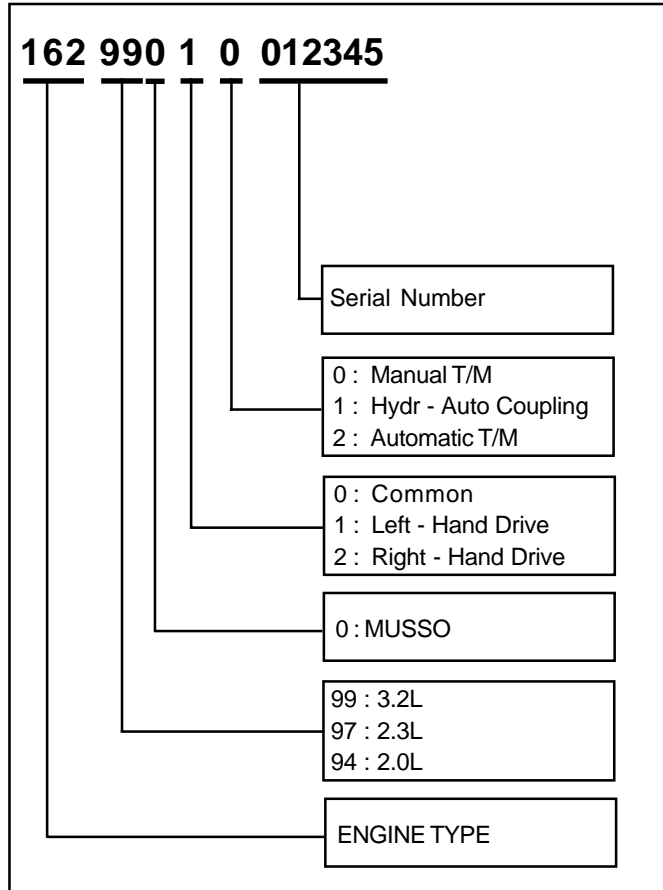 162 990 1 0 012345
Serial Number
0 : Manual T/M
1 : Hydr - Auto Coupling
2 : Automatic T/M
0 : Common
1 : Left - Hand Drive
2 : Right - Hand Drive
0 : MUSSO
99 : 3.2L
97 : 2.3L
94 : 2.0L
ENGINE TYPE